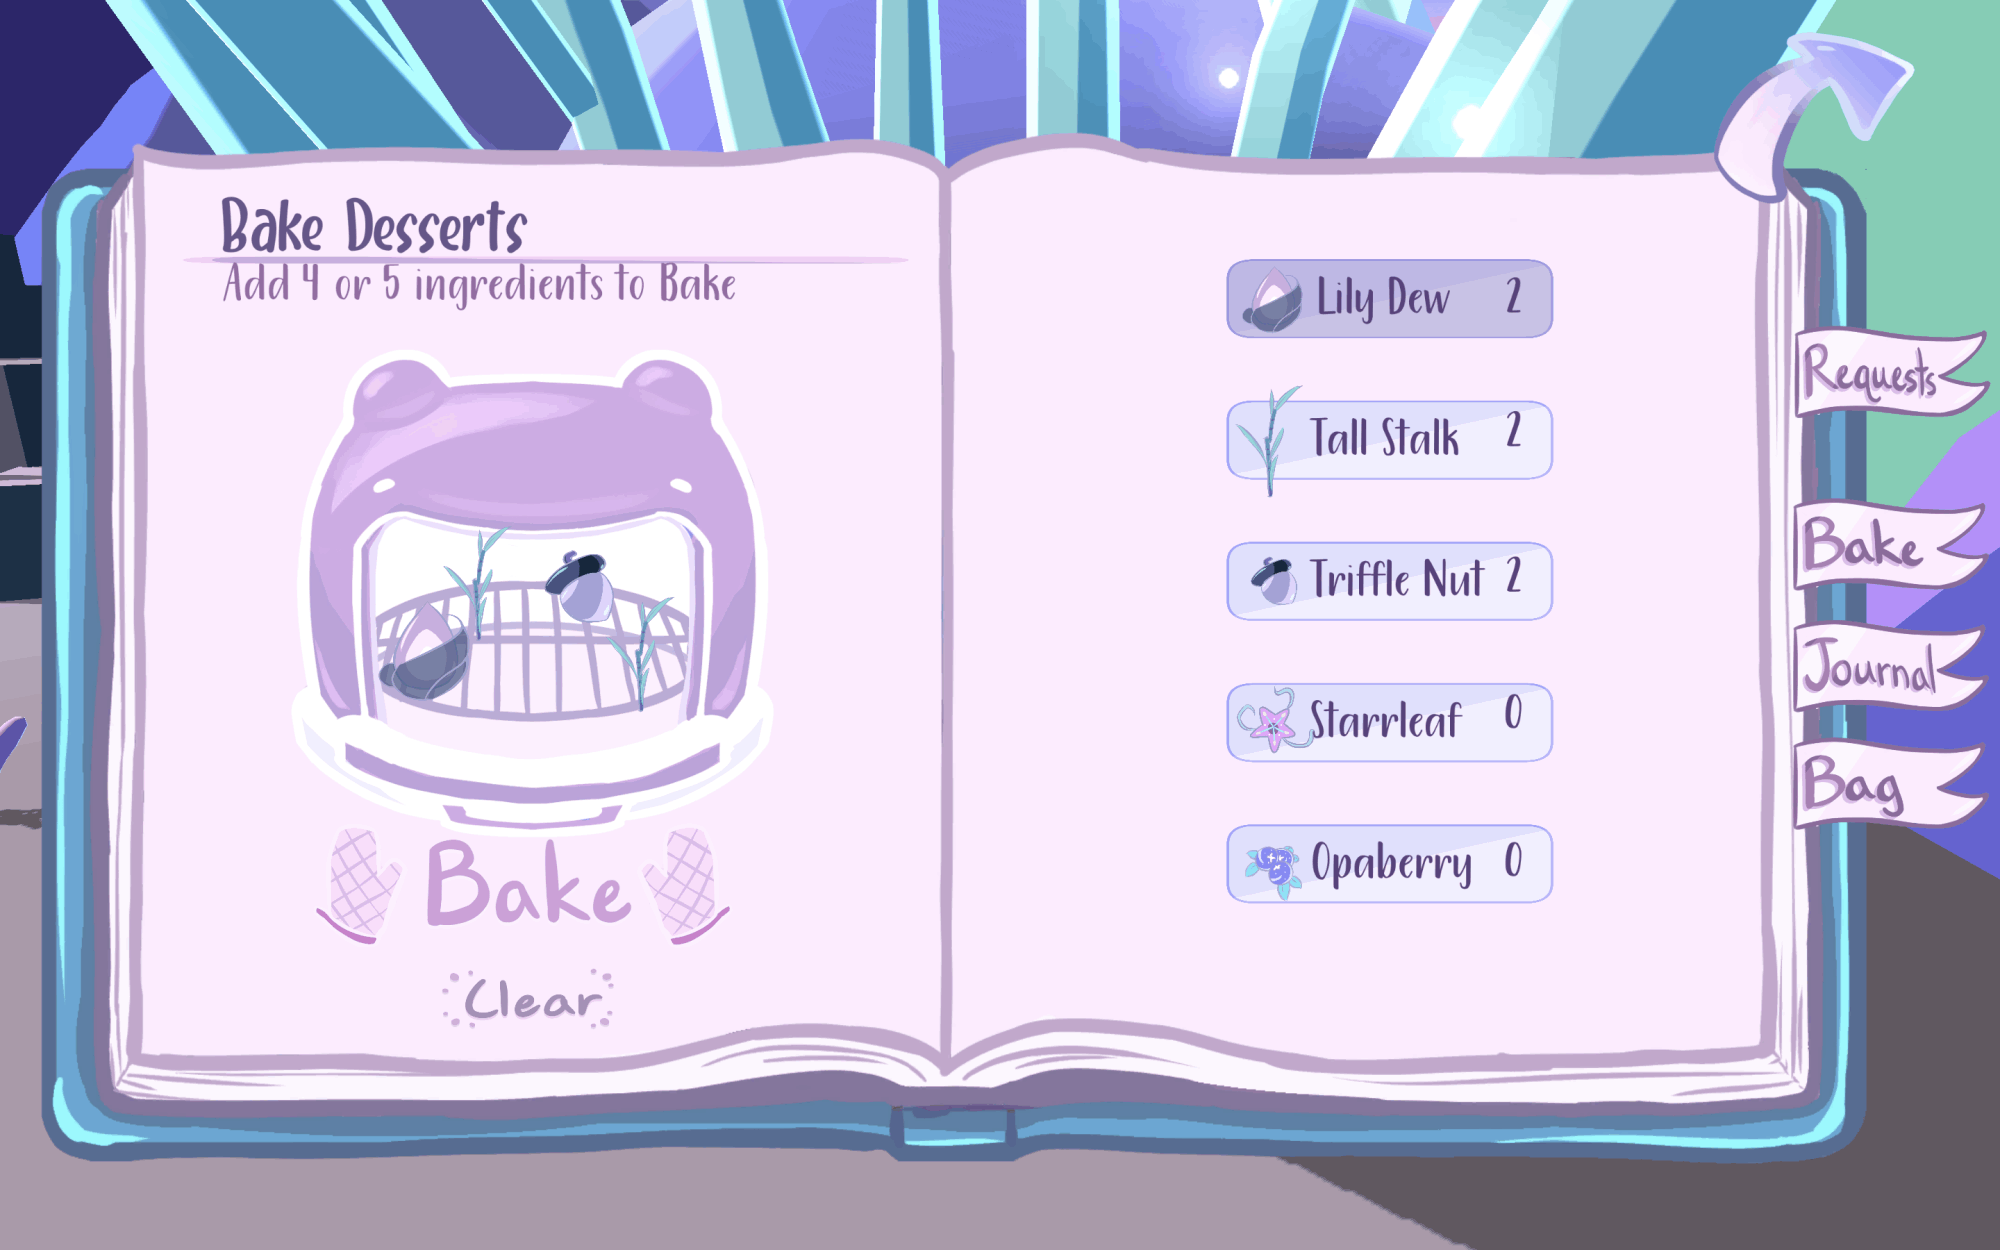 Bake Desserts
Add 4 or 5 ingredients to Bake
Bake
Clear
Lily Dew 2
Tall Stalk 2
Triffle Nut 2
Starrleaf 0
Opaberry 0
Requests
Bake
Journal
Bag